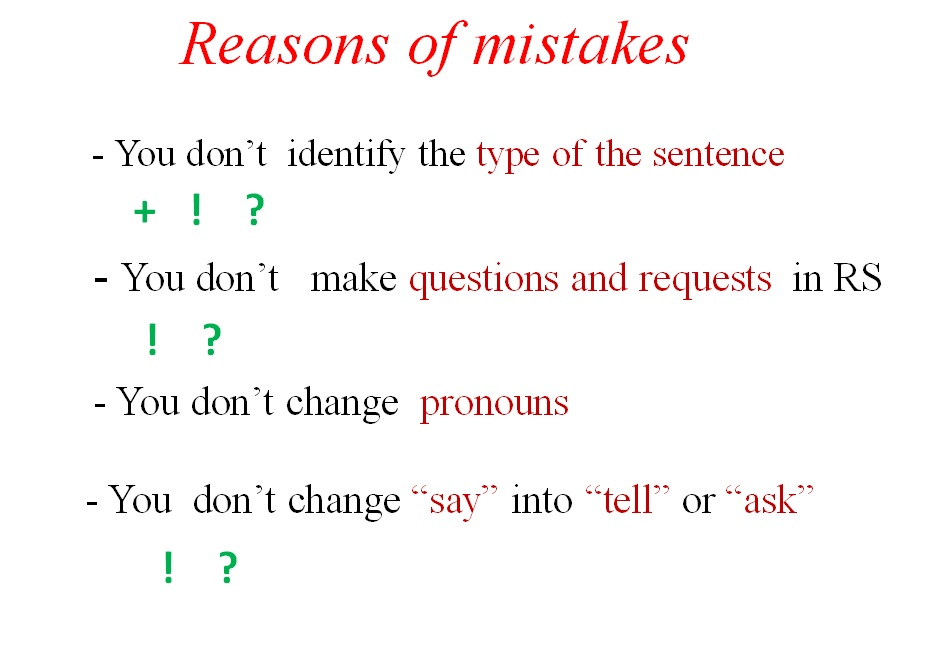 Reasons of mistakes
- You don’t identify the type of the sentence
+ ! ?
- You don’t make questions and requests in RS
! ?
- You don’t change pronouns
- You don’t change “say” into “tell” or “ask”
! ?